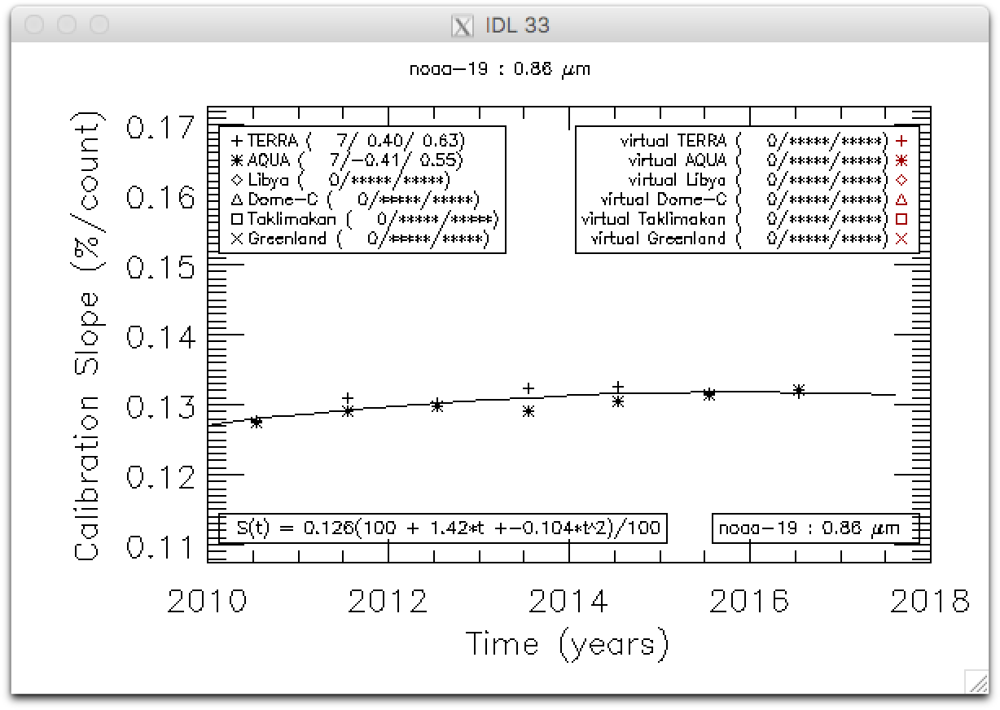 IDL 33
noaa-19 : 0.86 μm
TERRA ( 7/ 0.40/ 0.63)
AQUA ( 7/-0.41/ 0.55)
Libya ( 0/*****/*****)
Dome-C ( 0/*****/*****)
Taklimakan ( 0/*****/*****)
Greenland ( 0/*****/*****)
virtual TERRA ( 0/*****/*****)
virtual AQUA ( 0/*****/*****)
virtual Libya ( 0/*****/*****)
virtual Dome-C ( 0/*****/*****)
virtual Taklimakan ( 0/*****/*****)
virtual Greenland ( 0/*****/*****)
Calibration Slope (%/count)
0.17
0.16
0.15
0.14
0.13
0.12
0.11
S(t) = 0.126(100 + 1.42*t +-0.104*t^2)/100
noaa-19 : 0.86 μm
2010 2012 2014 2016 2018
Time (years)